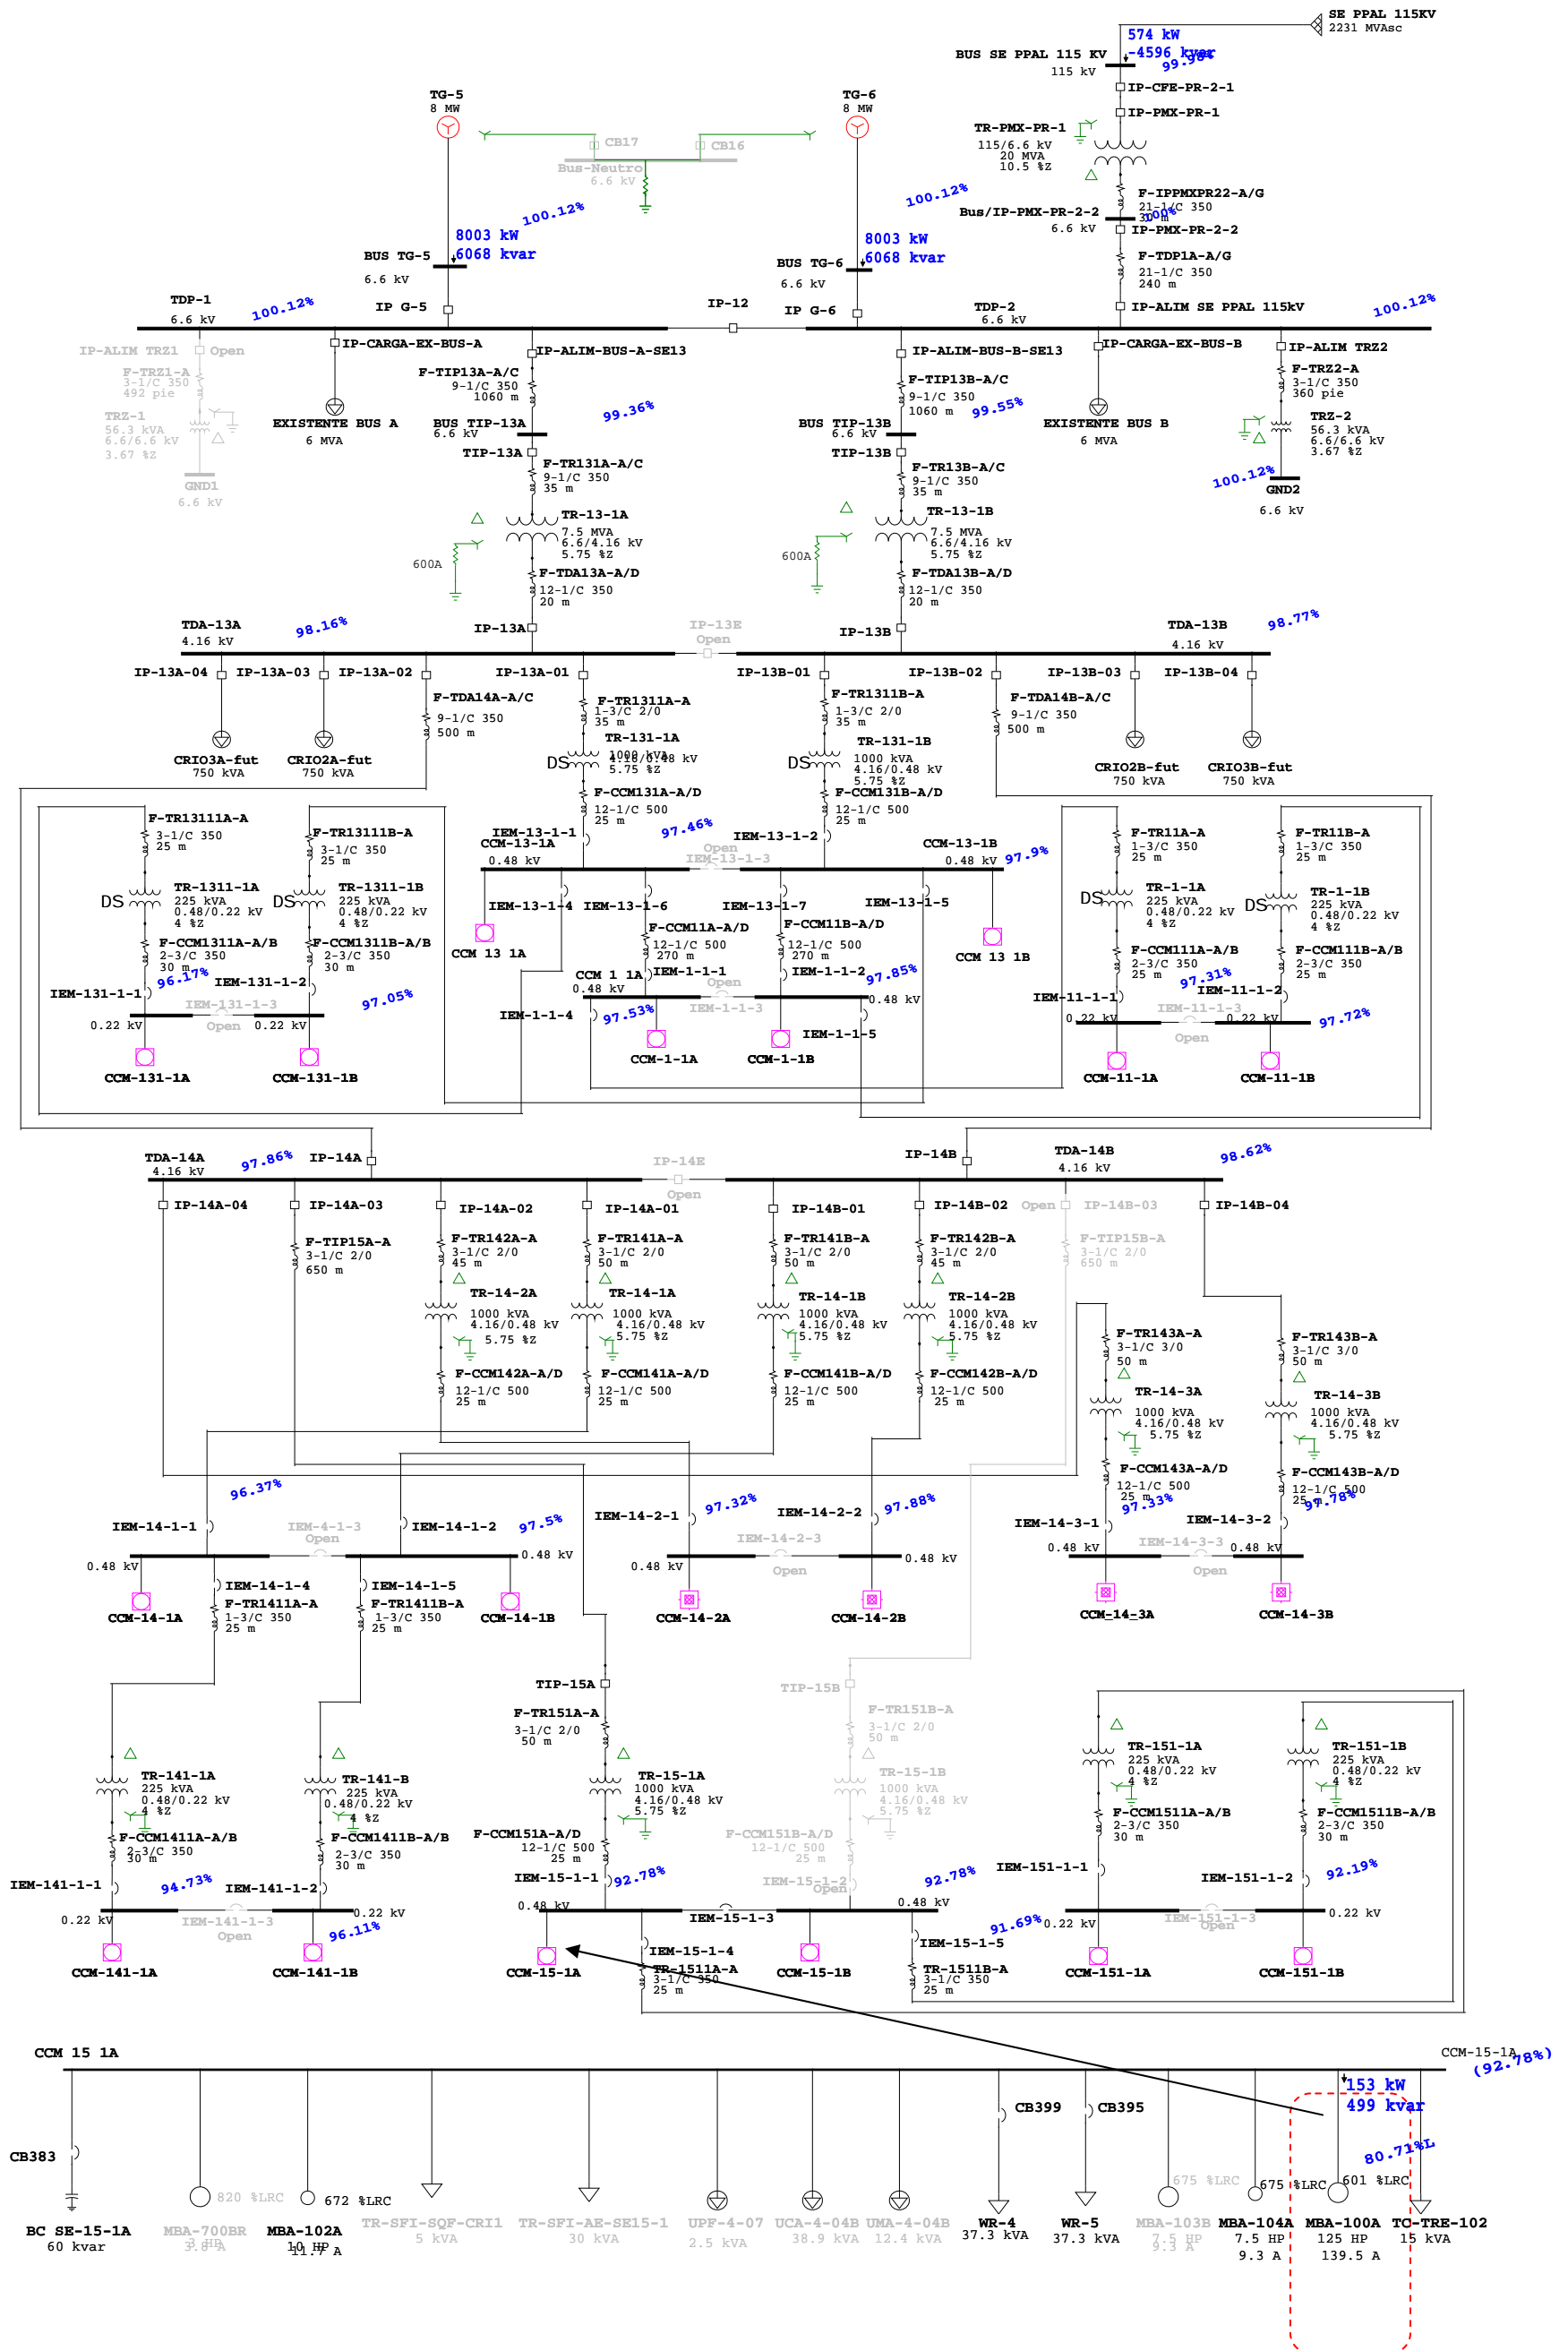 SE PPAL 115KV
2231 MVAsc
574 kW
-4596 kvar
99.98%
BUS SE PPAL 115 KV
115 kV
IP-CFE-PR-2-1
IP-PMX-PR-1
TR-PMX-PR-1
115/6.6 kV
20 MVA
10.5 %Z
TG-5
8 MW
TG-6
8 MW
CB17
CB16
Bus-Neutro
6.6 kV
F-IPPMXPR22-A/G
21-1/C 350
30 m
100%
Bus/IP-PMX-PR-2-2
6.6 kV
IP-PMX-PR-2-2
F-TDP1A-A/G
21-1/C 350
240 m
100.12%
8003 kW
6068 kvar
BUS TG-5
6.6 kV
100.12%
8003 kW
6068 kvar
BUS TG-6
6.6 kV
TDP-1
6.6 kV
100.12%
IP G-5
IP-12
IP G-6
TDP-2
6.6 kV
IP-ALIM SE PPAL 115kV
100.12%
IP-ALIM TRZ1
Open
IP-CARGA-EX-BUS-A
IP-ALIM-BUS-A-SE13
IP-ALIM-BUS-B-SE13
IP-CARGA-EX-BUS-B
IP-ALIM TRZ2
F-TRZ1-A
3-1/C 350
492 pie
TRZ-1
56.3 kVA
6.6/6.6 kV
3.67 %Z
GND1
6.6 kV
EXISTENTE BUS A
6 MVA
F-TIP13A-A/C
9-1/C 350
1060 m
99.36%
BUS TIP-13A
6.6 kV
TIP-13A
F-TR131A-A/C
9-1/C 350
35 m
TR-13-1A
7.5 MVA
6.6/4.16 kV
5.75 %Z
600A
F-TDA13A-A/D
12-1/C 350
20 m
F-TIP13B-A/C
9-1/C 350
1060 m
99.55%
BUS TIP-13B
6.6 kV
TIP-13B
F-TR13B-A/C
9-1/C 350
35 m
TR-13-1B
7.5 MVA
6.6/4.16 kV
5.75 %Z
600A
F-TDA13B-A/D
12-1/C 350
20 m
EXISTENTE BUS B
6 MVA
F-TRZ2-A
3-1/C 350
360 pie
TRZ-2
56.3 kVA
6.6/6.6 kV
3.67 %Z
100.12%
GND2
6.6 kV
TDA-13A
4.16 kV
98.16%
IP-13A
IP-13E
Open
IP-13B
TDA-13B
4.16 kV
98.77%
IP-13A-04
IP-13A-03
IP-13A-02
IP-13A-01
IP-13B-01
IP-13B-02
IP-13B-03
IP-13B-04
CRIO3A-fut
750 kVA
CRIO2A-fut
750 kVA
F-TDA14A-A/C
9-1/C 350
500 m
F-TR1311A-A
1-3/C 2/0
35 m
TR-131-1A
1000 kVA
4.16/0.48 kV
5.75 %Z
DS
F-CCM131A-A/D
12-1/C 500
25 m
F-TR1311B-A
1-3/C 2/0
35 m
TR-131-1B
1000 kVA
4.16/0.48 kV
5.75 %Z
DS
F-CCM131B-A/D
12-1/C 500
25 m
F-TDA14B-A/C
9-1/C 350
500 m
CRIO2B-fut
750 kVA
CRIO3B-fut
750 kVA
IEM-13-1-1
CCM-13-1A
0.48 kV
97.46%
Open
IEM-13-1-3
IEM-13-1-2
CCM-13-1B
0.48 kV
97.9%
F-TR13111A-A
3-1/C 350
25 m
TR-1311-1A
225 kVA
0.48/0.22 kV
4 %Z
DS
F-CCM1311A-A/B
2-3/C 350
30 m
96.17%
IEM-131-1-1
0.22 kV
CCM-131-1A
F-TR13111B-A
3-1/C 350
25 m
TR-1311-1B
225 kVA
0.48/0.22 kV
4 %Z
DS
F-CCM1311B-A/B
2-3/C 350
30 m
IEM-131-1-2
97.05%
IEM-131-1-3
Open
0.22 kV
CCM-131-1B
IEM-13-1-4
IEM-13-1-6
IEM-13-1-7
IEM-13-1-5
CCM 13 1A
CCM 13 1B
F-CCM11A-A/D
12-1/C 500
270 m
F-CCM11B-A/D
12-1/C 500
270 m
CCM 1 1A
0.48 kV
IEM-1-1-1
Open
IEM-1-1-3
IEM-1-1-2
97.85%
0.48 kV
97.53%
IEM-1-1-4
IEM-1-1-5
CCM-1-1A
CCM-1-1B
F-TR11A-A
1-3/C 350
25 m
TR-1-1A
225 kVA
0.48/0.22 kV
4 %Z
DS
F-CCM111A-A/B
2-3/C 350
25 m
97.31%
IEM-11-1-1
0.22 kV
CCM-11-1A
F-TR11B-A
1-3/C 350
25 m
TR-1-1B
225 kVA
0.48/0.22 kV
4 %Z
DS
F-CCM111B-A/B
2-3/C 350
25 m
IEM-11-1-2
IEM-11-1-3
Open
0.22 kV
97.72%
CCM-11-1B
TDA-14A
4.16 kV
97.86%
IP-14A
IP-14E
Open
IP-14B
TDA-14B
4.16 kV
98.62%
IP-14A-04
IP-14A-03
IP-14A-02
IP-14A-01
IP-14B-01
IP-14B-02
Open
IP-14B-03
IP-14B-04
F-TIP15A-A
3-1/C 2/0
650 m
F-TR142A-A
3-1/C 2/0
45 m
TR-14-2A
1000 kVA
4.16/0.48 kV
5.75 %Z
F-CCM142A-A/D
12-1/C 500
25 m
F-TR141A-A
3-1/C 2/0
50 m
TR-14-1A
1000 kVA
4.16/0.48 kV
5.75 %Z
F-CCM141A-A/D
12-1/C 500
25 m
F-TR141B-A
3-1/C 2/0
50 m
TR-14-1B
1000 kVA
4.16/0.48 kV
5.75 %Z
F-CCM141B-A/D
12-1/C 500
25 m
F-TR142B-A
3-1/C 2/0
45 m
TR-14-2B
1000 kVA
4.16/0.48 kV
5.75 %Z
F-CCM142B-A/D
12-1/C 500
25 m
F-TIP15B-A
3-1/C 2/0
650 m
F-TR143A-A
3-1/C 3/0
50 m
TR-14-3A
1000 kVA
4.16/0.48 kV
5.75 %Z
F-CCM143A-A/D
12-1/C 500
25 m
97.33%
F-TR143B-A
3-1/C 3/0
50 m
TR-14-3B
1000 kVA
4.16/0.48 kV
5.75 %Z
F-CCM143B-A/D
12-1/C 500
25 m
97.78%
96.37%
IEM-14-1-1
IEM-4-1-3
Open
IEM-14-1-2
97.5%
0.48 kV
0.48 kV
IEM-14-2-1
97.32%
IEM-14-2-2
97.88%
IEM-14-2-3
Open
0.48 kV
0.48 kV
IEM-14-3-1
IEM-14-3-2
IEM-14-3-3
Open
0.48 kV
0.48 kV
IEM-14-1-4
F-TR1411A-A
1-3/C 350
25 m
IEM-14-1-5
F-TR1411B-A
1-3/C 350
25 m
CCM-14-1A
CCM-14-1B
CCM-14-2A
CCM-14-2B
CCM_14_3A
CCM-14-3B
TIP-15A
F-TR151A-A
3-1/C 2/0
50 m
TR-15-1A
1000 kVA
4.16/0.48 kV
5.75 %Z
F-CCM151A-A/D
12-1/C 500
25 m
TIP-15B
F-TR151B-A
3-1/C 2/0
50 m
TR-15-1B
1000 kVA
4.16/0.48 kV
5.75 %Z
F-CCM151B-A/D
12-1/C 500
25 m
TR-141-1A
225 kVA
0.48/0.22 kV
4 %Z
F-CCM1411A-A/B
2-3/C 350
30 m
TR-141-B
225 kVA
0.48/0.22 kV
4 %Z
F-CCM1411B-A/B
2-3/C 350
30 m
TR-151-1A
225 kVA
0.48/0.22 kV
4 %Z
F-CCM1511A-A/B
2-3/C 350
30 m
TR-151-1B
225 kVA
0.48/0.22 kV
4 %Z
F-CCM1511B-A/B
2-3/C 350
30 m
IEM-141-1-1
94.73%
IEM-141-1-2
IEM-141-1-3
Open
0.22 kV
0.22 kV
96.11%
CCM-141-1A
CCM-141-1B
IEM-15-1-1
92.78%
IEM-15-1-2
Open
92.78%
0.48 kV
0.48 kV
IEM-15-1-3
IEM-15-1-4
TR-1511A-A
3-1/C 350
25 m
IEM-15-1-5
TR-1511B-A
3-1/C 350
25 m
CCM-15-1A
CCM-15-1B
IEM-151-1-1
IEM-151-1-2
92.19%
91.69%
0.22 kV
IEM-151-1-3
Open
0.22 kV
CCM-151-1A
CCM-151-1B
CCM 15 1A
CCM-15-1A
(92.78%)
153 kW
499 kvar
80.71%L
CB383
CB399
CB395
820 %LRC
672 %LRC
675 %LRC
675 %LRC
601 %LRC
BC SE-15-1A
60 kvar
MBA-700BR
3 HP
3.8 A
MBA-102A
10 HP
11.7 A
TR-SFI-SQF-CRI1
5 kVA
TR-SFI-AE-SE15-1
30 kVA
UPF-4-07
2.5 kVA
UCA-4-04B
38.9 kVA
UMA-4-04B
12.4 kVA
WR-4
37.3 kVA
WR-5
37.3 kVA
MBA-103B
7.5 HP
9.3 A
MBA-104A
7.5 HP
9.3 A
MBA-100A
125 HP
139.5 A
TC-TRE-102
15 kVA